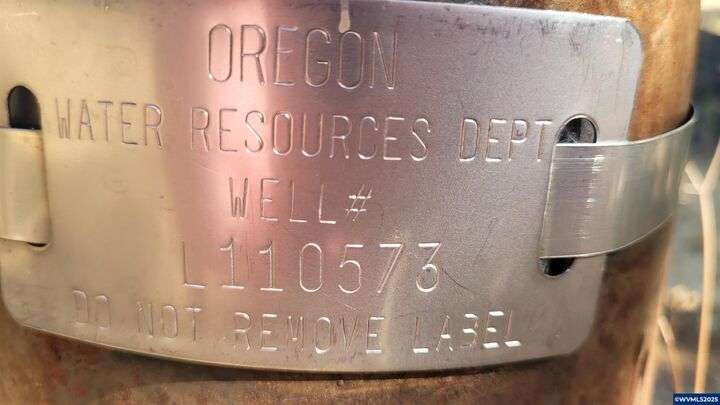 OREGON
WATER RESOURCES DEPT
WELL#
L110573
DO NOT REMOVE LABEL
©WVMLS2025